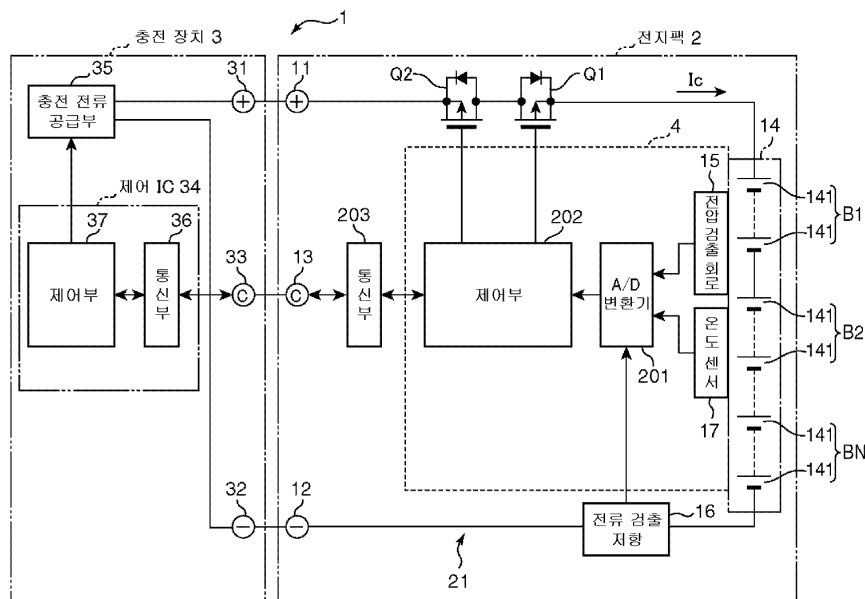 1
충전 장치 3
전지팩 2
35
31
11
Q2
Q1
Ic
충전 전류
공급부
+
+
4
14
15
전압검출회로
141
141
B1
제어 IC 34
37
36
33
13
203
202
제어부
통신부
C
C
통신부
제어부
A/D
변환기
201
온도센서
17
141
141
B2
141
141
BN
32
12
−
−
전류 검출
저항
16
21